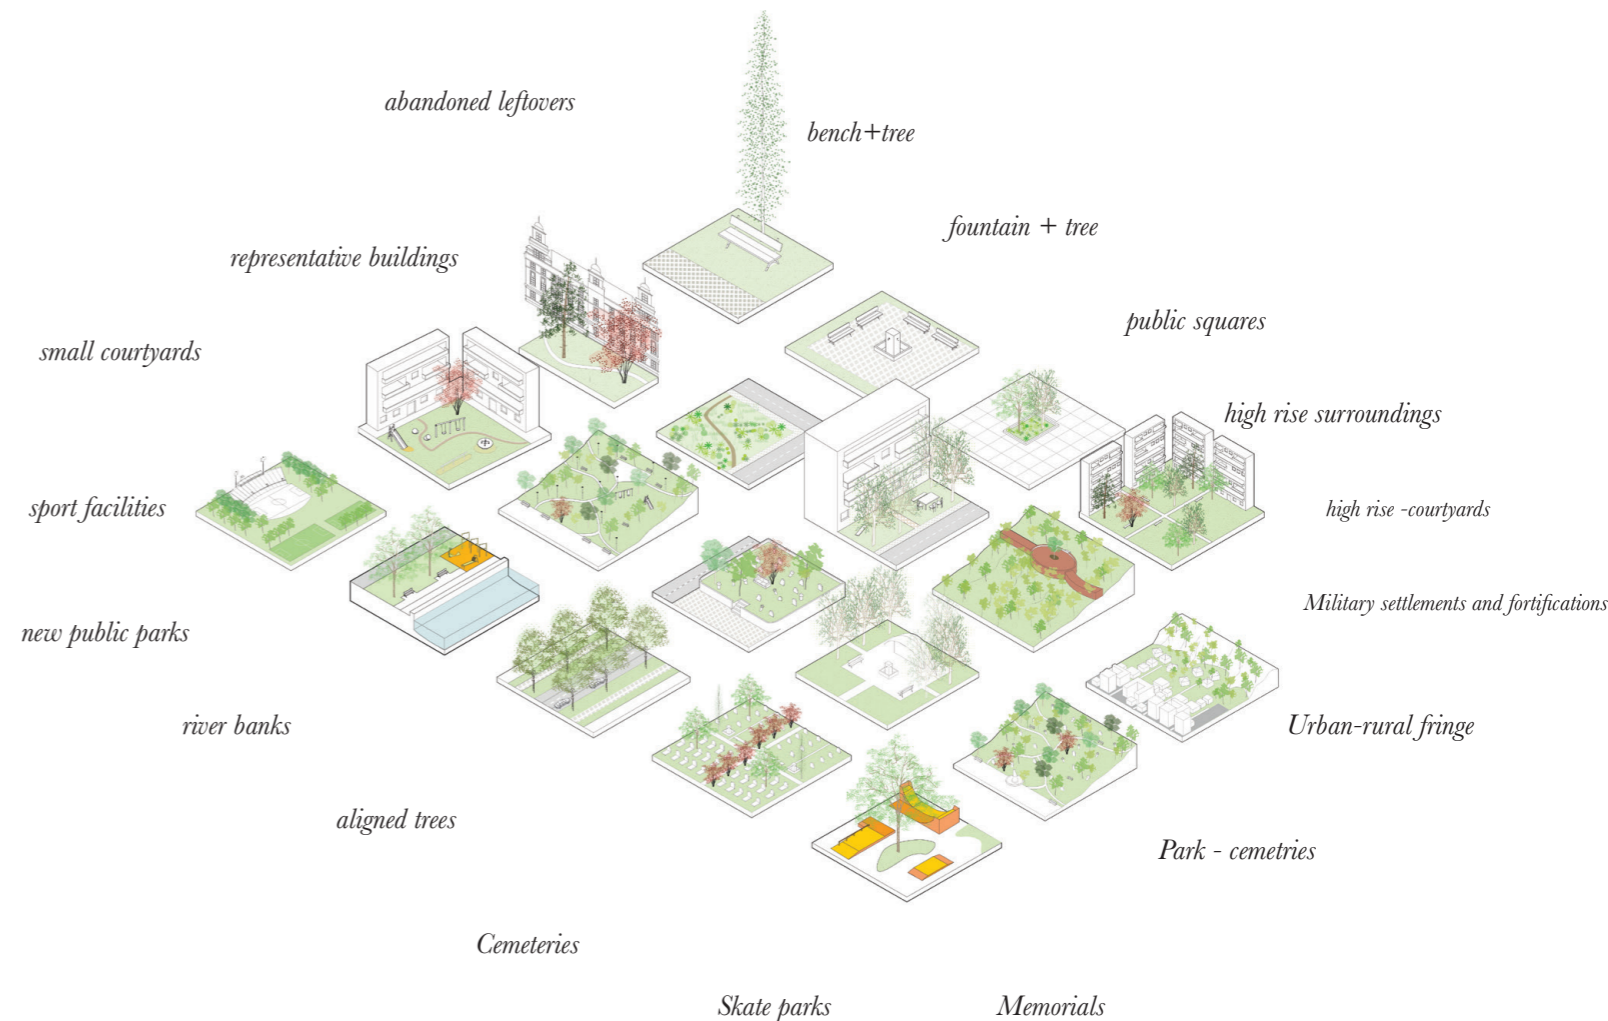 abandoned leftovers
bench+tree
fountain + tree
representative buildings
public squares
small courtyards
high rise surroundings
sport facilities
high rise -courtyards
Military settlements and fortifications
new public parks
river banks
Urban-rural fringe
aligned trees
Park - cemetries
Cemeteries
Skate parks
Memorials